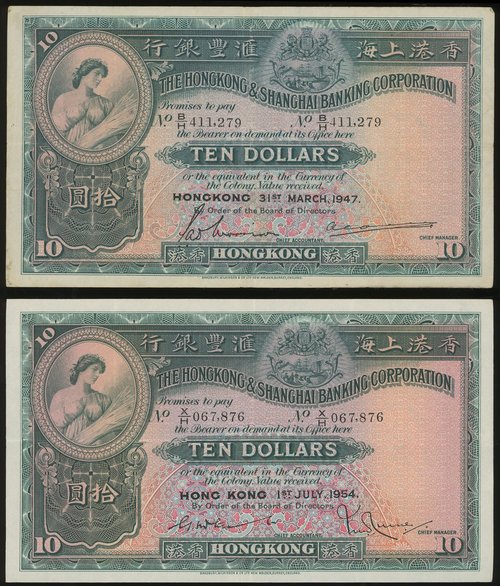 10
行銀豐滙 海上港香
THE HONGKONG & SHANGHAI BANKING CORPORATION
Promises to pay
No. B/H 411,279 No. B/H 411,279
the Bearer on demand at its Office here
TEN DOLLARS
or the equivalent in the Currency of
the Colony, Value received.
HONGKONG 31ST MARCH, 1947.
By Order of the Board of Directors
圓拾
CHIEF ACCOUNTANT. CHIEF MANAGER.
10 港香 HONGKONG 港香 10
10
行銀豐滙 海上港香
THE HONGKONG & SHANGHAI BANKING CORPORATION
Promises to pay
No. X/H 067,876 No. X/H 067,876
the Bearer on demand at its Office here
TEN DOLLARS
or the equivalent in the Currency of
the Colony, Value received.
HONG KONG 1ST JULY, 1954.
By Order of the Board of Directors
圓拾
CHIEF ACCOUNTANT. CHIEF MANAGER.
10 港香 HONGKONG 港香 10